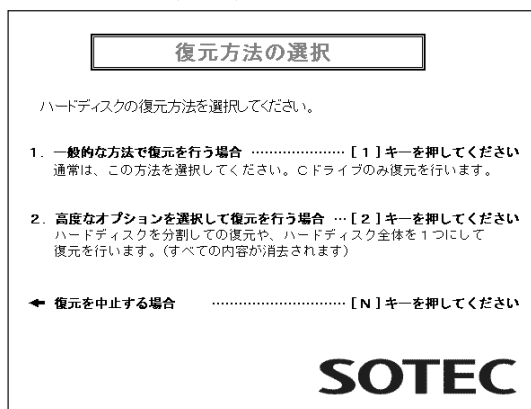 復元方法の選択
ハードディスクの復元方法を選択してください。
1. 一般的な方法で復元を行う場合 ………………… [ 1 ] キーを押してください
通常は、この方法を選択してください。Cドライブのみ復元を行います。
2. 高度なオプションを選択して復元を行う場合 … [ 2 ] キーを押してください
ハードディスクを分割しての復元や、ハードディスク全体を1つにして
復元を行います。(すべての内容が消去されます)
← 復元を中止する場合 ………………………… [ N ] キーを押してください
SOTEC